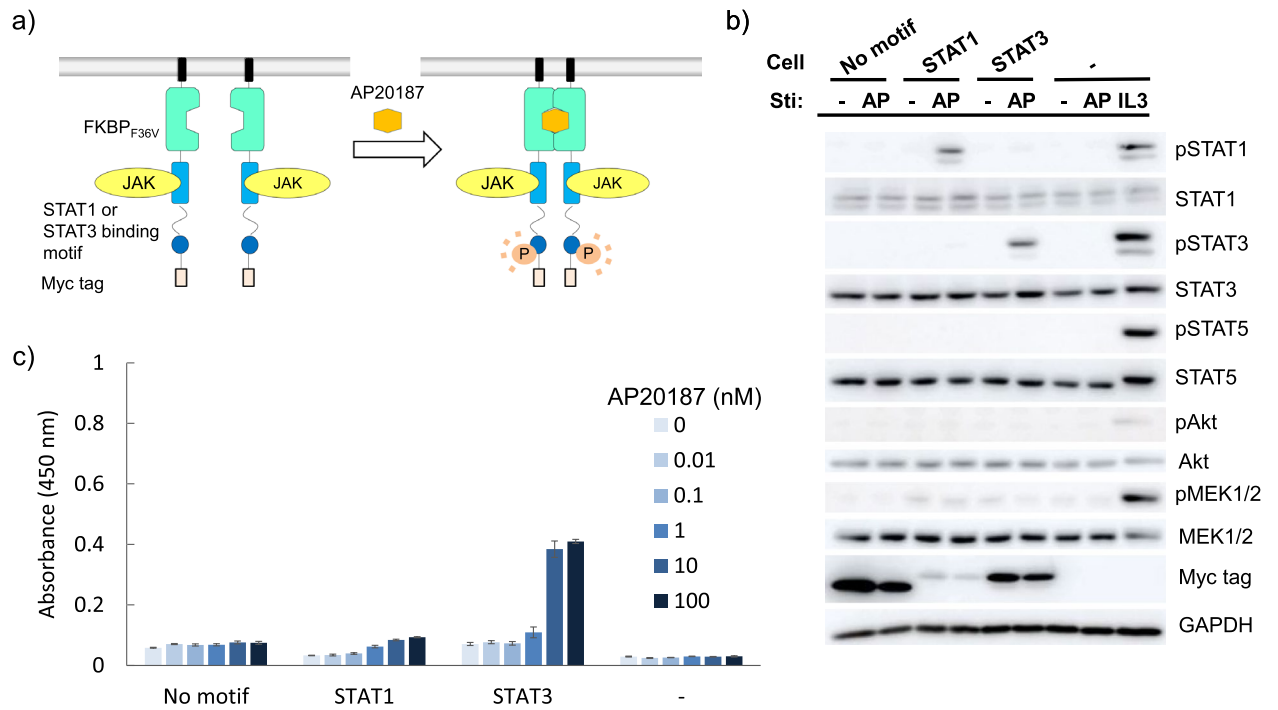 a)
AP20187
FKBPF36V
JAK JAK JAK JAK
STAT1 or
STAT3 binding
motif
P P
Myc tag
b)
Cell No motif STAT1 STAT3 -
Sti: - AP - AP - AP - AP IL3
pSTAT1
STAT1
pSTAT3
STAT3
pSTAT5
STAT5
pAkt
Akt
pMEK1/2
MEK1/2
Myc tag
GAPDH
c)
Absorbance (450 nm)
1
0.8
0.6
0.4
0.2
0
No motif STAT1 STAT3 -
AP20187 (nM)
0
0.01
0.1
1
10
100